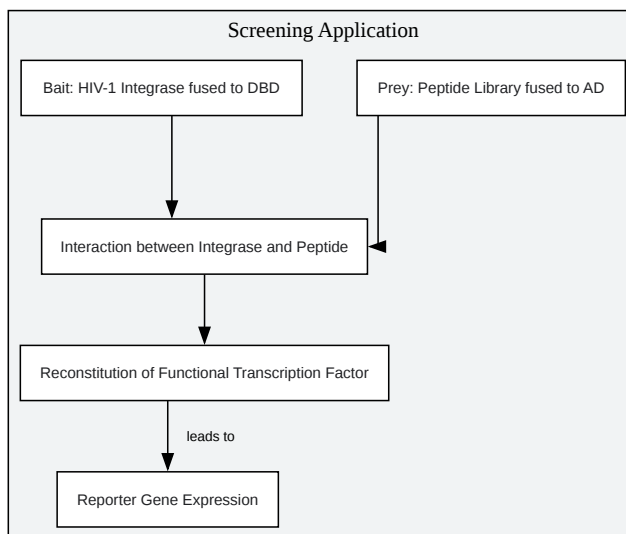 Screening Application
Bait: HIV-1 Integrase fused to DBD
Prey: Peptide Library fused to AD
Interaction between Integrase and Peptide
Reconstitution of Functional Transcription Factor
leads to
Reporter Gene Expression